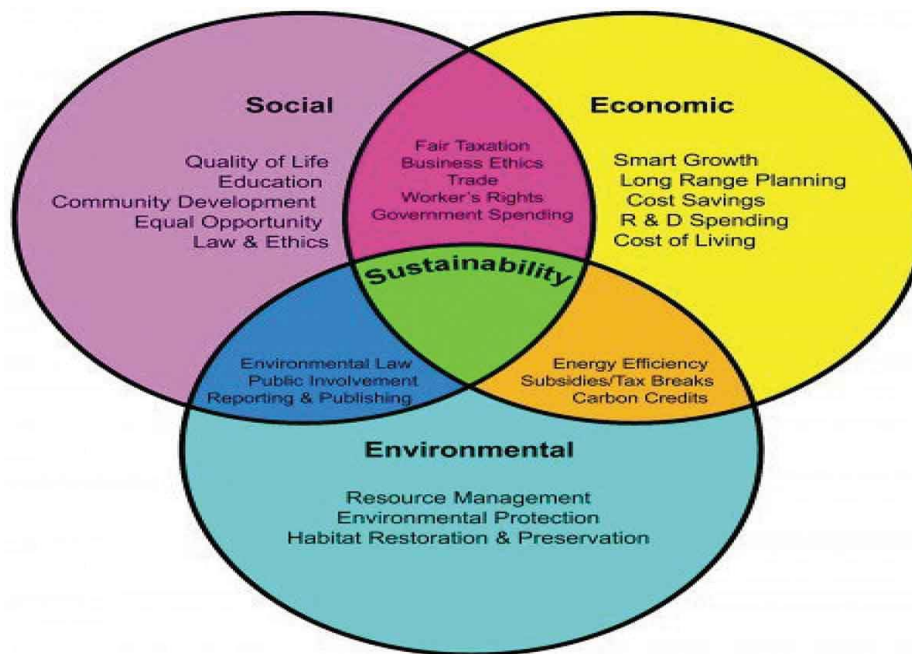 Social
Quality of Life
Education
Community Development
Equal Opportunity
Law & Ethics
Fair Taxation
Business Ethics
Trade
Worker's Rights
Government Spending
Economic
Smart Growth
Long Range Planning
Cost Savings
R & D Spending
Cost of Living
Sustainability
Environmental Law
Public Involvement
Reporting & Publishing
Energy Efficiency
Subsidies/Tax Breaks
Carbon Credits
Environmental
Resource Management
Environmental Protection
Habitat Restoration & Preservation